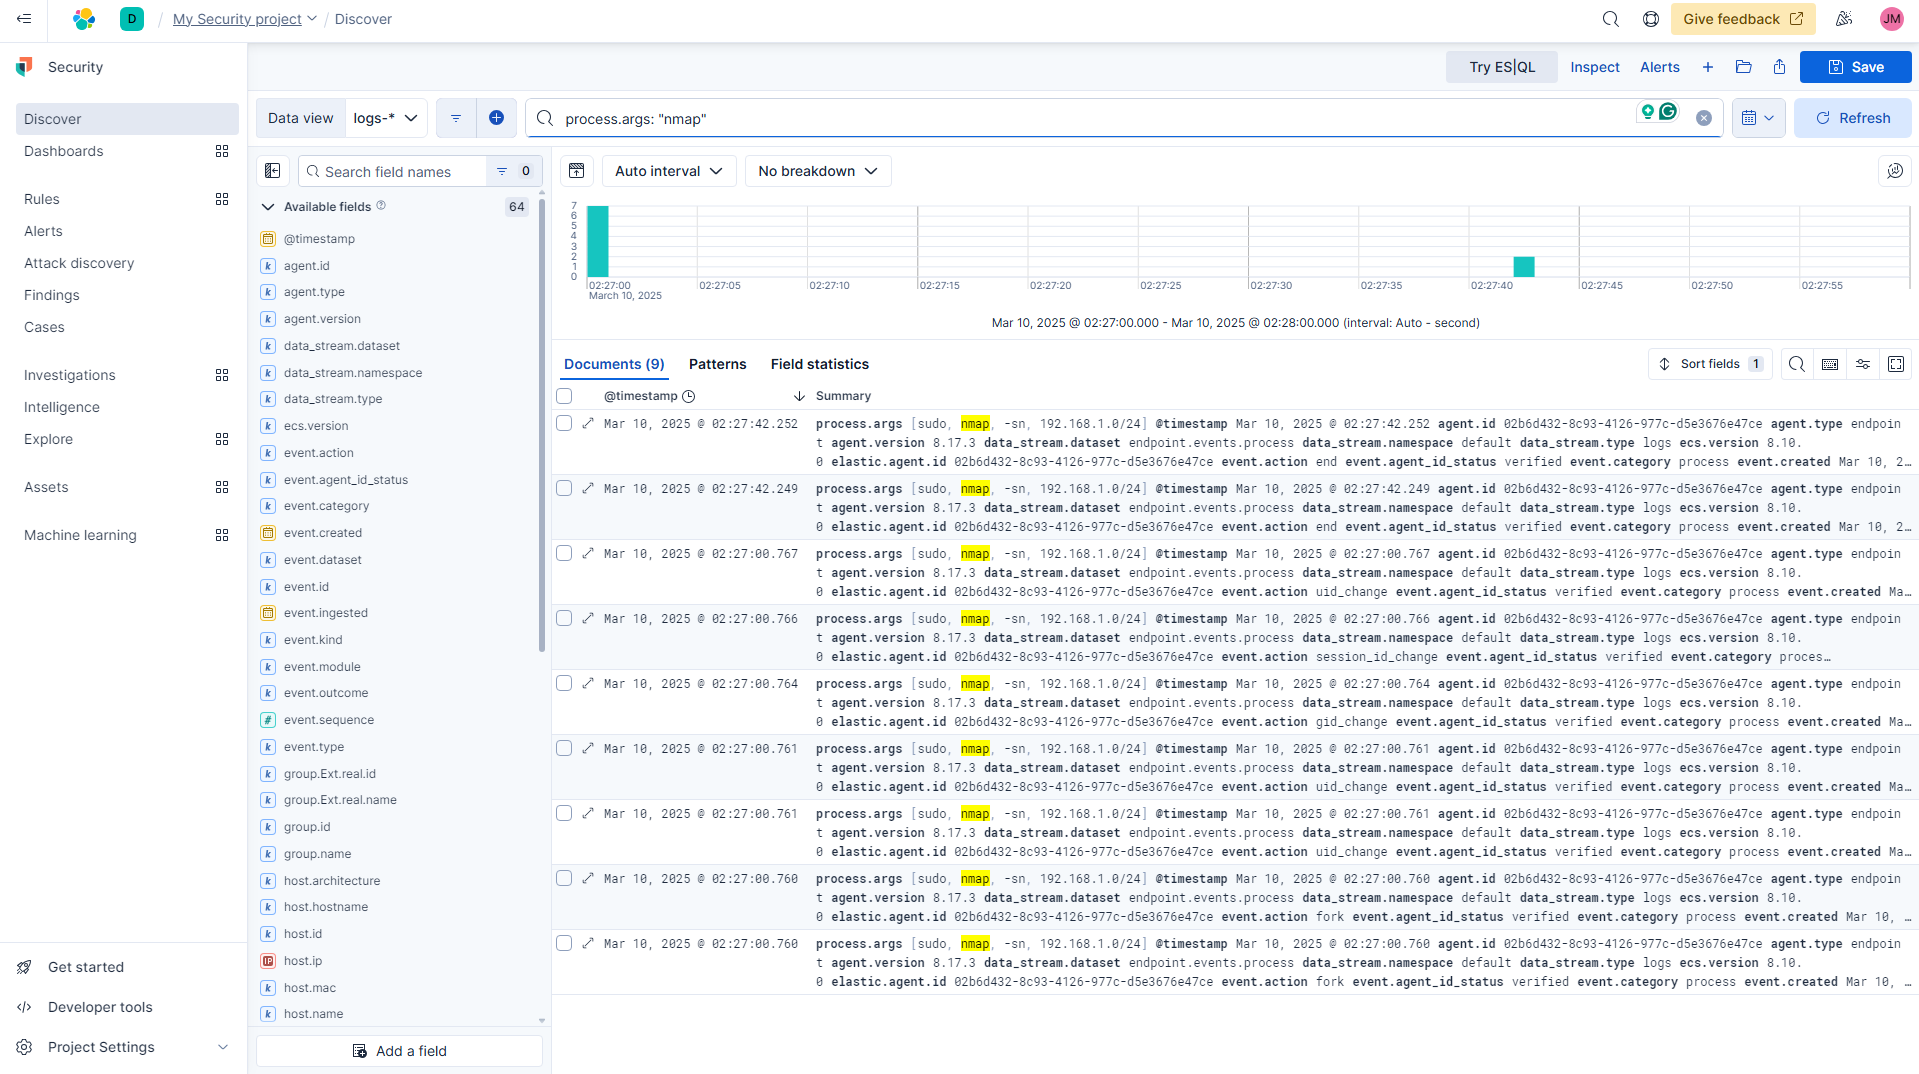 D / My Security project / Discover
Give feedback
JM
Security
Try ES|QL Inspect Alerts + Save
Discover
Dashboards
Rules
Alerts
Attack discovery
Findings
Cases
Investigations
Intelligence
Explore
Assets
Machine learning
Get started
Developer tools
Project Settings
Data view logs-*
process.args: "nmap"
Refresh
Search field names 0
Available fields 64
@timestamp
agent.id
agent.type
agent.version
data_stream.dataset
data_stream.namespace
data_stream.type
ecs.version
event.action
event.agent_id_status
event.category
event.created
event.dataset
event.id
event.ingested
event.kind
event.module
event.outcome
event.sequence
event.type
group.Ext.real.id
group.Ext.real.name
group.id
group.name
host.architecture
host.hostname
host.id
host.ip
host.mac
host.name
Add a field
Auto interval No breakdown
7
6
5
4
3
2
1
0
02:27:00 02:27:05 02:27:10 02:27:15 02:27:20 02:27:25 02:27:30 02:27:35 02:27:40 02:27:45 02:27:50 02:27:55
March 10, 2025
Mar 10, 2025 @ 02:27:00.000 - Mar 10, 2025 @ 02:28:00.000 (interval: Auto - second)
Documents (9) Patterns Field statistics
Sort fields 1
@timestamp Summary
Mar 10, 2025 @ 02:27:42.252 process.args [sudo, nmap, -sn, 192.168.1.0/24] @timestamp Mar 10, 2025 @ 02:27:42.252 agent.id 02b6d432-8c93-4126-977c-d5e3676e47ce agent.type endpoin
t agent.version 8.17.3 data_stream.dataset endpoint.events.process data_stream.namespace default data_stream.type logs ecs.version 8.10.
0 elastic.agent.id 02b6d432-8c93-4126-977c-d5e3676e47ce event.action end event.agent_id_status verified event.category process event.created Mar 10, 2…
Mar 10, 2025 @ 02:27:42.249 process.args [sudo, nmap, -sn, 192.168.1.0/24] @timestamp Mar 10, 2025 @ 02:27:42.249 agent.id 02b6d432-8c93-4126-977c-d5e3676e47ce agent.type endpoin
t agent.version 8.17.3 data_stream.dataset endpoint.events.process data_stream.namespace default data_stream.type logs ecs.version 8.10.
0 elastic.agent.id 02b6d432-8c93-4126-977c-d5e3676e47ce event.action end event.agent_id_status verified event.category process event.created Mar 10, 2…
Mar 10, 2025 @ 02:27:00.767 process.args [sudo, nmap, -sn, 192.168.1.0/24] @timestamp Mar 10, 2025 @ 02:27:00.767 agent.id 02b6d432-8c93-4126-977c-d5e3676e47ce agent.type endpoin
t agent.version 8.17.3 data_stream.dataset endpoint.events.process data_stream.namespace default data_stream.type logs ecs.version 8.10.
0 elastic.agent.id 02b6d432-8c93-4126-977c-d5e3676e47ce event.action uid_change event.agent_id_status verified event.category process event.created Ma…
Mar 10, 2025 @ 02:27:00.766 process.args [sudo, nmap, -sn, 192.168.1.0/24] @timestamp Mar 10, 2025 @ 02:27:00.766 agent.id 02b6d432-8c93-4126-977c-d5e3676e47ce agent.type endpoin
t agent.version 8.17.3 data_stream.dataset endpoint.events.process data_stream.namespace default data_stream.type logs ecs.version 8.10.
0 elastic.agent.id 02b6d432-8c93-4126-977c-d5e3676e47ce event.action session_id_change event.agent_id_status verified event.category proces…
Mar 10, 2025 @ 02:27:00.764 process.args [sudo, nmap, -sn, 192.168.1.0/24] @timestamp Mar 10, 2025 @ 02:27:00.764 agent.id 02b6d432-8c93-4126-977c-d5e3676e47ce agent.type endpoin
t agent.version 8.17.3 data_stream.dataset endpoint.events.process data_stream.namespace default data_stream.type logs ecs.version 8.10.
0 elastic.agent.id 02b6d432-8c93-4126-977c-d5e3676e47ce event.action gid_change event.agent_id_status verified event.category process event.created Ma…
Mar 10, 2025 @ 02:27:00.761 process.args [sudo, nmap, -sn, 192.168.1.0/24] @timestamp Mar 10, 2025 @ 02:27:00.761 agent.id 02b6d432-8c93-4126-977c-d5e3676e47ce agent.type endpoin
t agent.version 8.17.3 data_stream.dataset endpoint.events.process data_stream.namespace default data_stream.type logs ecs.version 8.10.
0 elastic.agent.id 02b6d432-8c93-4126-977c-d5e3676e47ce event.action uid_change event.agent_id_status verified event.category process event.created Ma…
Mar 10, 2025 @ 02:27:00.761 process.args [sudo, nmap, -sn, 192.168.1.0/24] @timestamp Mar 10, 2025 @ 02:27:00.761 agent.id 02b6d432-8c93-4126-977c-d5e3676e47ce agent.type endpoin
t agent.version 8.17.3 data_stream.dataset endpoint.events.process data_stream.namespace default data_stream.type logs ecs.version 8.10.
0 elastic.agent.id 02b6d432-8c93-4126-977c-d5e3676e47ce event.action uid_change event.agent_id_status verified event.category process event.created Ma…
Mar 10, 2025 @ 02:27:00.760 process.args [sudo, nmap, -sn, 192.168.1.0/24] @timestamp Mar 10, 2025 @ 02:27:00.760 agent.id 02b6d432-8c93-4126-977c-d5e3676e47ce agent.type endpoin
t agent.version 8.17.3 data_stream.dataset endpoint.events.process data_stream.namespace default data_stream.type logs ecs.version 8.10.
0 elastic.agent.id 02b6d432-8c93-4126-977c-d5e3676e47ce event.action fork event.agent_id_status verified event.category process event.created Mar 10, …
Mar 10, 2025 @ 02:27:00.760 process.args [sudo, nmap, -sn, 192.168.1.0/24] @timestamp Mar 10, 2025 @ 02:27:00.760 agent.id 02b6d432-8c93-4126-977c-d5e3676e47ce agent.type endpoin
t agent.version 8.17.3 data_stream.dataset endpoint.events.process data_stream.namespace default data_stream.type logs ecs.version 8.10.
0 elastic.agent.id 02b6d432-8c93-4126-977c-d5e3676e47ce event.action fork event.agent_id_status verified event.category process event.created Mar 10, …